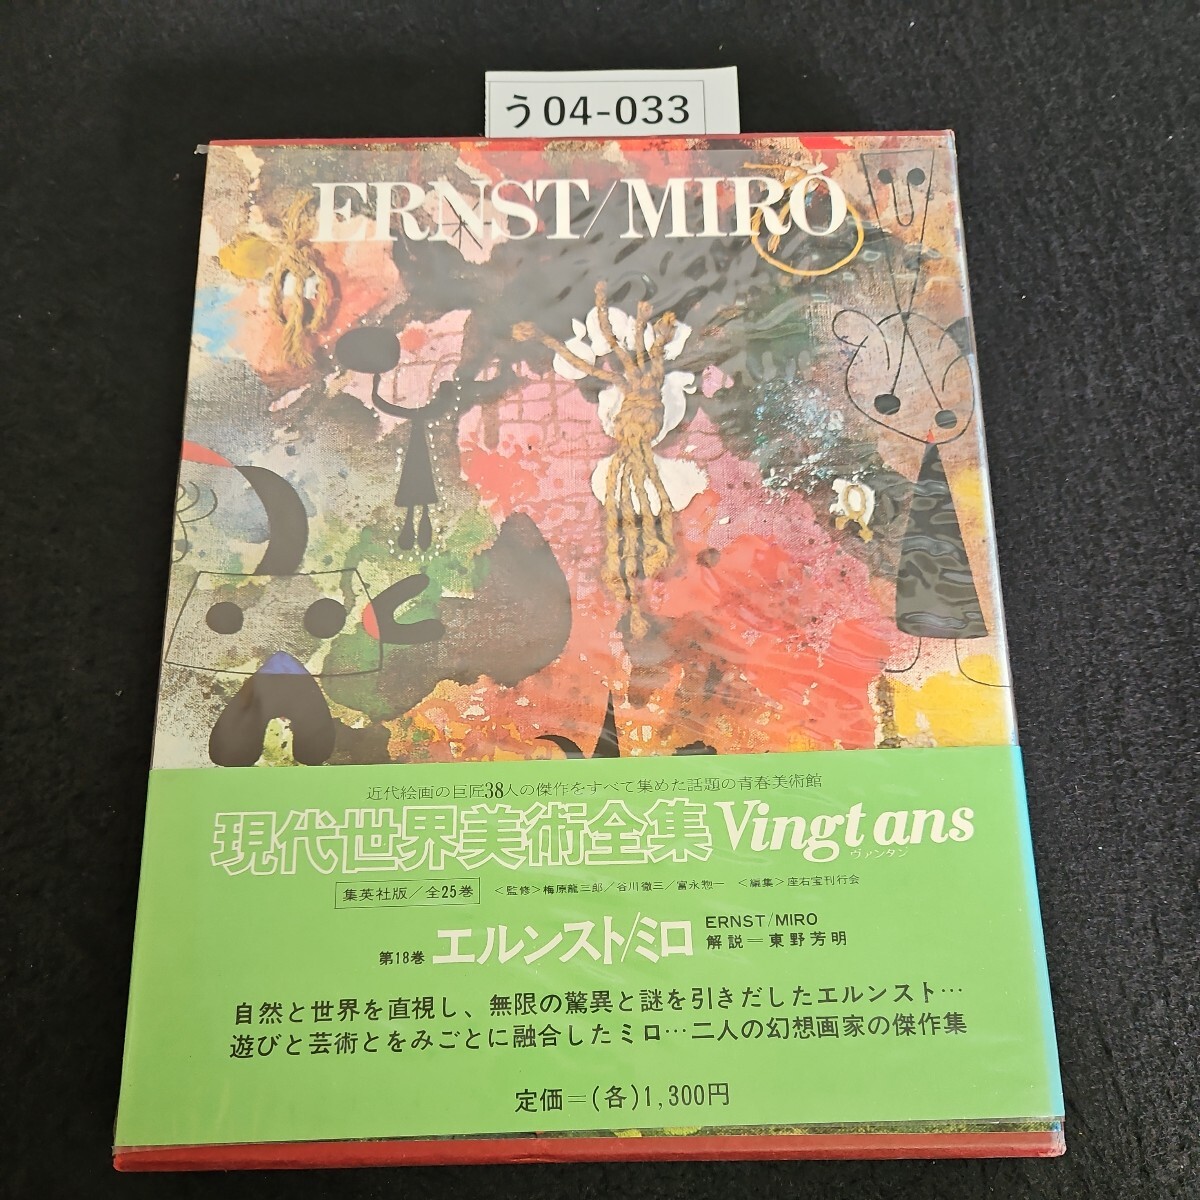 う04-033
ERNST/MIRÓ
近代絵画の巨匠38人の傑作をすべて集めた話題の青春美術館
現代世界美術全集 Vingt ans
ヴァンタン
集英社版/全25巻 <監修>梅原龍三郎/谷川徹三/富永惣一 <編集>座右宝刊行会
第18巻 エルンスト/ミロ ERNST/MIRO
解説=東野芳明
自然と世界を直視し、無限の驚異と謎を引きだしたエルンスト…
遊びと芸術とをみごとに融合したミロ…二人の幻想画家の傑作集
定価=(各)1,300円